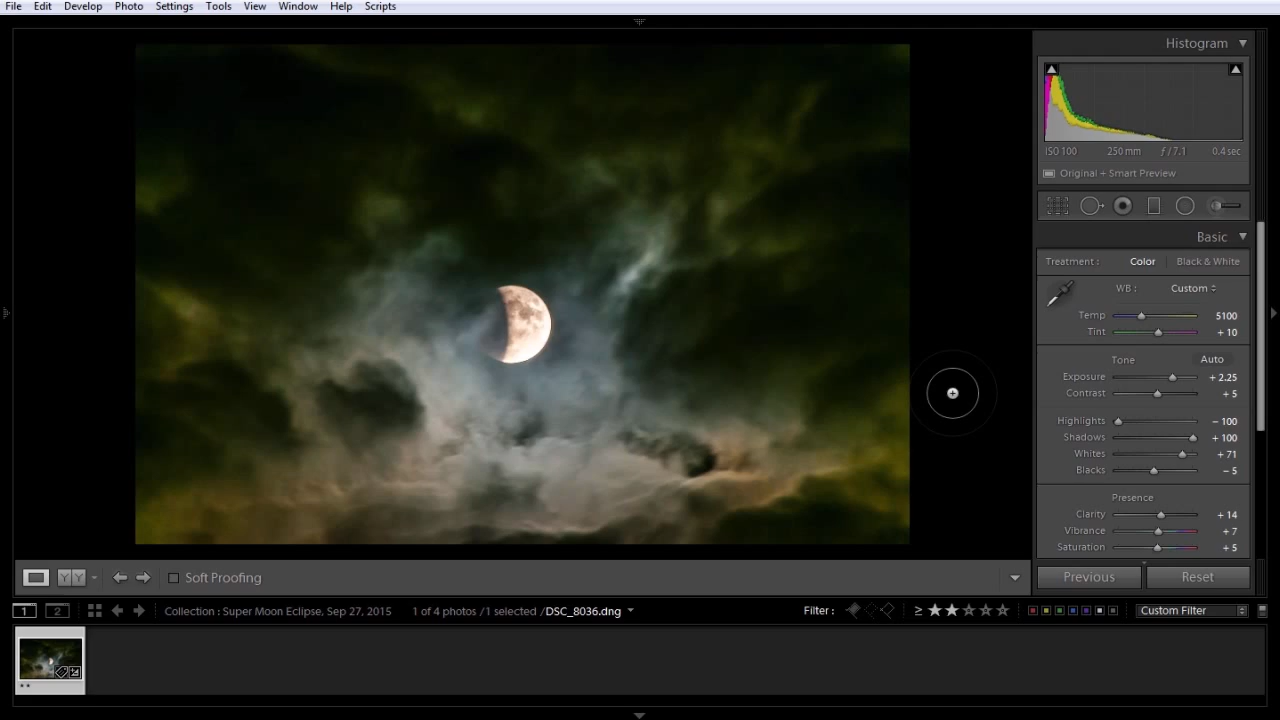 File Edit Develop Photo Settings Tools View Window Help Scripts
Histogram
ISO 100 250 mm f / 7.1 0.4 sec
Original + Smart Preview
Basic
Treatment : Color Black & White
WB : Custom
Temp 5100
Tint + 10
Tone Auto
Exposure + 2.25
Contrast + 5
Highlights − 100
Shadows + 100
Whites + 71
Blacks − 5
Presence
Clarity + 14
Vibrance + 7
Saturation + 5
Previous Reset
Y Y Soft Proofing
1 2 Collection : Super Moon Eclipse, Sep 27, 2015 1 of 4 photos /1 selected /DSC_8036.dng Filter : ≥ Custom Filter